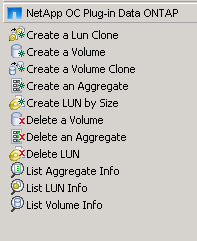 NetApp OC Plug-in Data ONTAP
Create a Lun Clone
Create a Volume
Create a Volume Clone
Create an Aggregate
Create LUN by Size
Delete a Volume
Delete an Aggregate
Delete LUN
List Aggregate Info
List LUN Info
List Volume Info